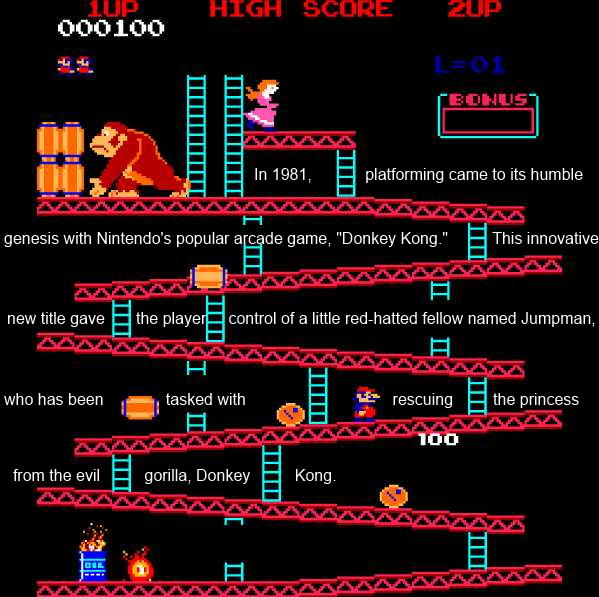 1UP HIGH SCORE 2UP
000100
L=01
BONUS
In 1981, platforming came to its humble
genesis with Nintendo's popular arcade game, "Donkey Kong." This innovative
new title gave the player control of a little red-hatted fellow named Jumpman,
who has been tasked with rescuing the princess
100
from the evil gorilla, Donkey Kong.
OIL